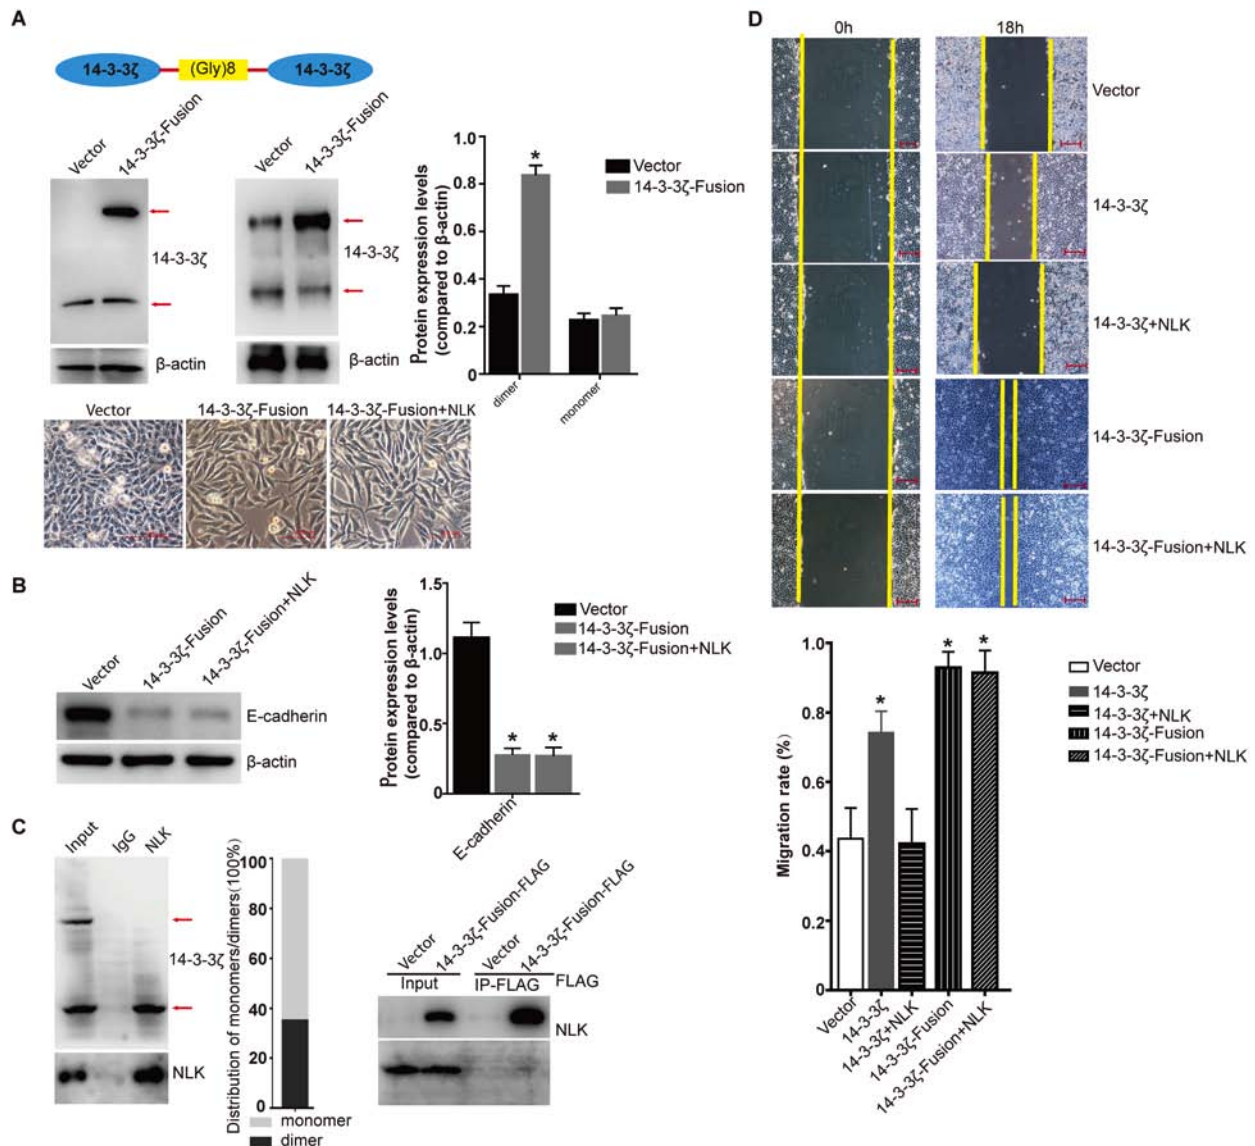 A
14-3-3ζ (Gly)8 14-3-3ζ
Vector
14-3-3ζ-Fusion
14-3-3ζ
β-actin
Vector
14-3-3ζ-Fusion
14-3-3ζ
β-actin
Protein expression levels
(compared to β-actin)
1.0
0.8
0.6
0.4
0.2
0
*
dimer
monomer
Vector
14-3-3ζ-Fusion
Vector
14-3-3ζ-Fusion
14-3-3ζ-Fusion+NLK
B
Vector
14-3-3ζ-Fusion
14-3-3ζ-Fusion+NLK
E-cadherin
β-actin
Protein expression levels
(compared to β-actin)
1.5
1.0
0.5
0
* *
E-cadherin
Vector
14-3-3ζ-Fusion
14-3-3ζ-Fusion+NLK
C
Input
IgG
NLK
14-3-3ζ
NLK
Distribution of monomers/dimers(100%)
100
80
60
40
20
0
monomer
dimer
Vector
14-3-3ζ-Fusion-FLAG
Vector
14-3-3ζ-Fusion-FLAG
Input IP-FLAG
FLAG
NLK
D
0h 18h
Vector
14-3-3ζ
14-3-3ζ+NLK
14-3-3ζ-Fusion
14-3-3ζ-Fusion+NLK
Migration rate (%)
1.0
0.8
0.6
0.4
0.2
0
* * *
Vector
14-3-3ζ
14-3-3ζ+NLK
14-3-3ζ-Fusion
14-3-3ζ-Fusion+NLK
Vector
14-3-3ζ
14-3-3ζ+NLK
14-3-3ζ-Fusion
14-3-3ζ-Fusion+NLK